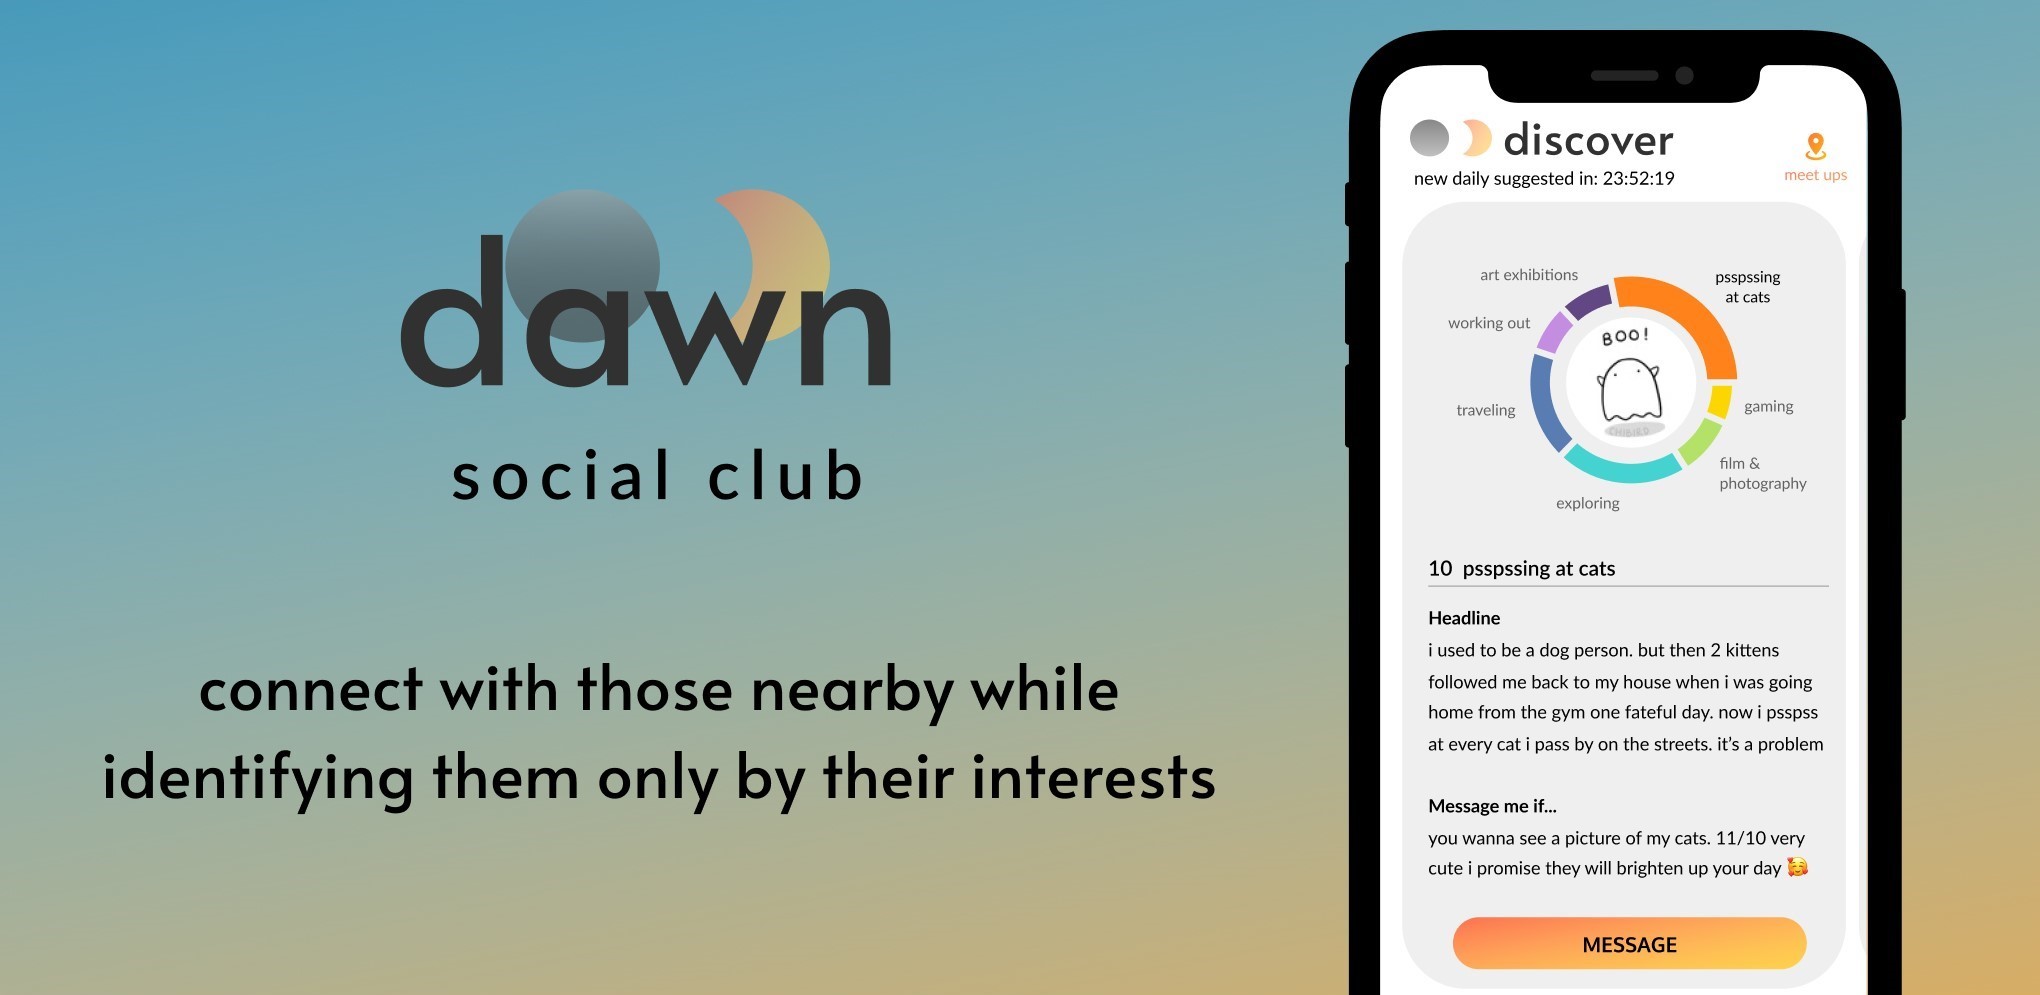 dawn
social club
connect with those nearby while
identifying them only by their interests
discover
new daily suggested in: 23:52:19
meet ups
art exhibitions
psspssing
at cats
working out
BOO!
traveling
gaming
CHIBIRD
film &
photography
exploring
10 psspssing at cats
Headline
i used to be a dog person. but then 2 kittens
followed me back to my house when i was going
home from the gym one fateful day. now i psspss
at every cat i pass by on the streets. it's a problem
Message me if...
you wanna see a picture of my cats. 11/10 very
cute i promise they will brighten up your day 🥰
MESSAGE